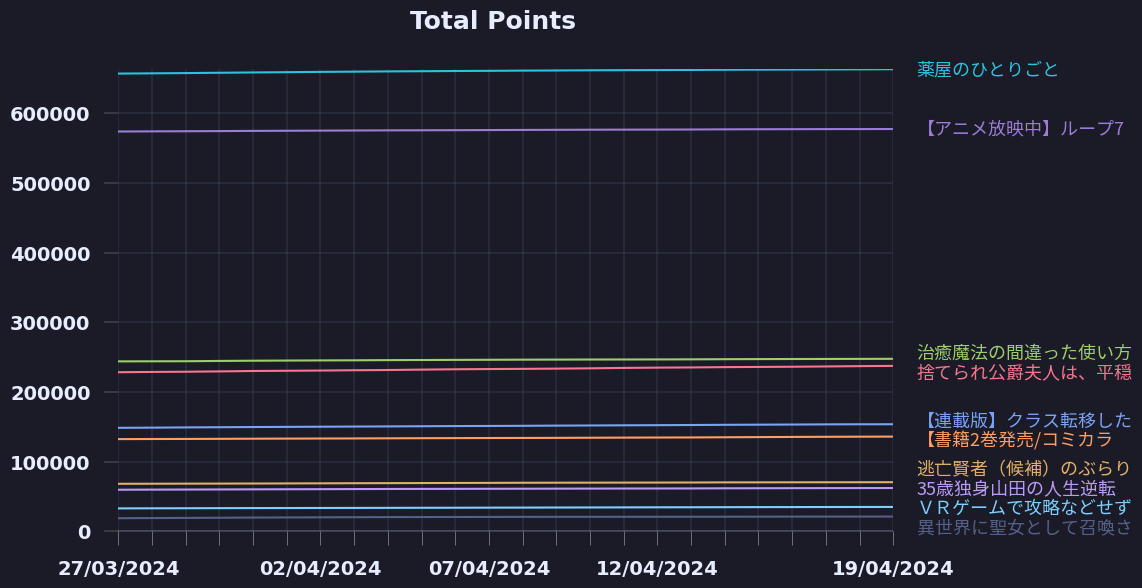 Total Points
600000
500000
400000
300000
200000
100000
0
27/03/2024
02/04/2024
07/04/2024
12/04/2024
19/04/2024
薬屋のひとりごと
【アニメ放映中】ループ7
治癒魔法の間違った使い方
捨てられ公爵夫人は、平穏
【連載版】クラス転移した
【書籍2巻発売/コミカラ
逃亡賢者（候補）のぶらり
35歳独身山田の人生逆転
ＶＲゲームで攻略などせず
異世界に聖女として召喚さ